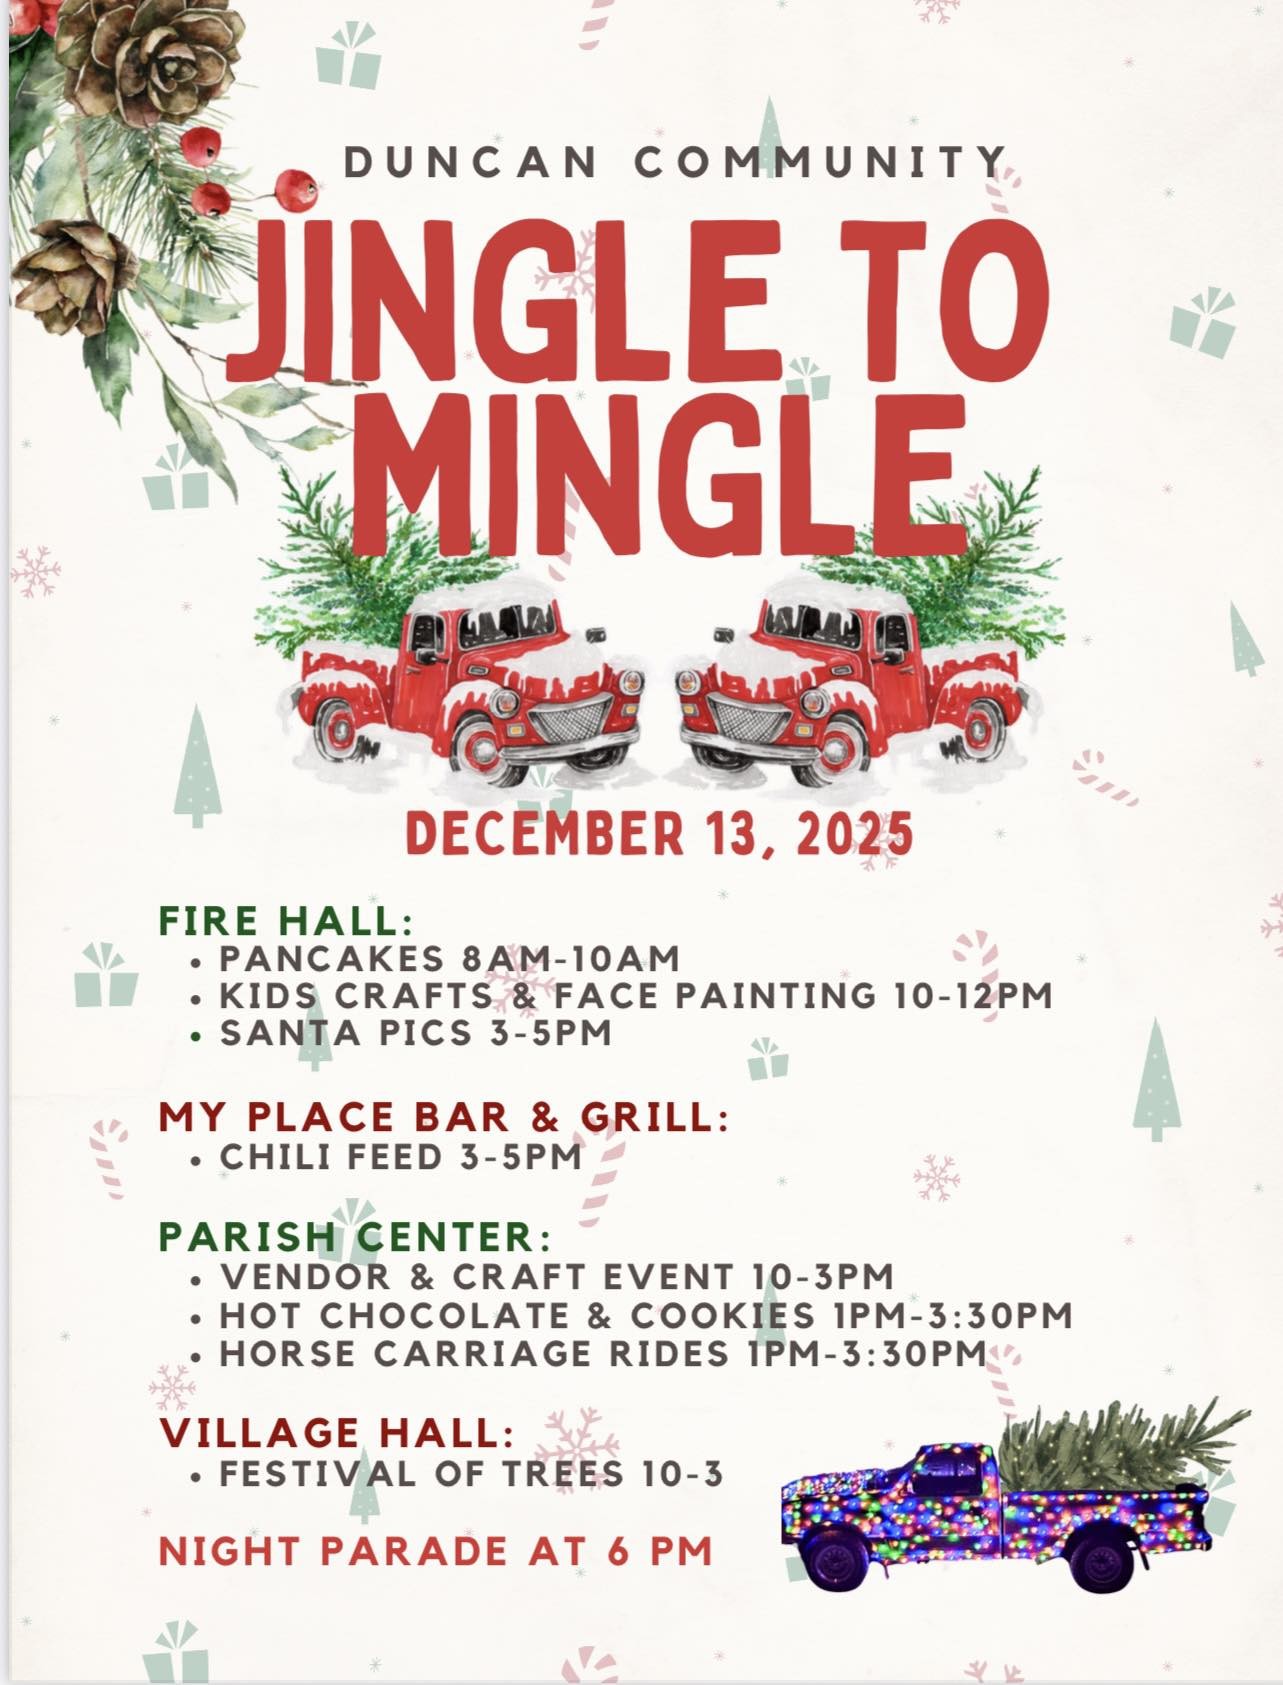 DUNCAN COMMUNITY
JINGLE TO
MINGLE
DECEMBER 13, 2025
FIRE HALL:
• PANCAKES 8AM-10AM
• KIDS CRAFTS & FACE PAINTING 10-12PM
• SANTA PICS 3-5PM
MY PLACE BAR & GRILL:
• CHILI FEED 3-5PM
PARISH CENTER:
• VENDOR & CRAFT EVENT 10-3PM
• HOT CHOCOLATE & COOKIES 1PM-3:30PM
• HORSE CARRIAGE RIDES 1PM-3:30PM
VILLAGE HALL:
• FESTIVAL OF TREES 10-3
NIGHT PARADE AT 6 PM